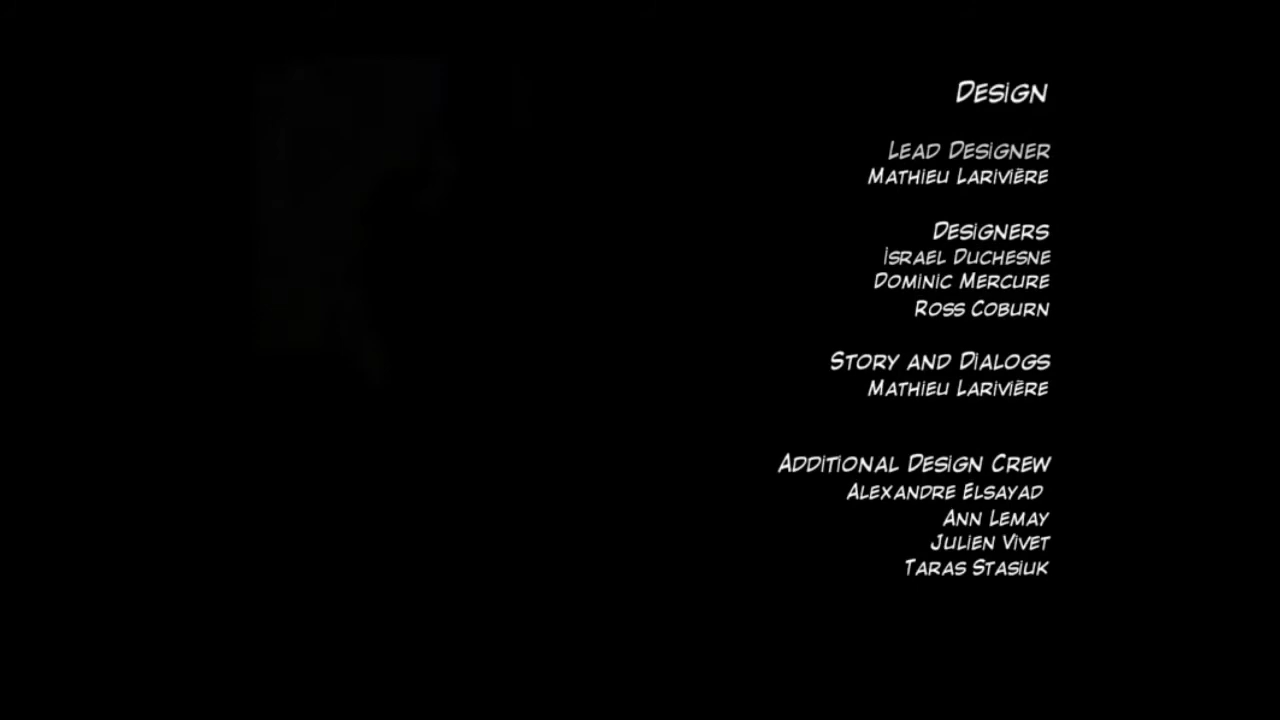 Design
Lead Designer
Mathieu Larivière
Designers
Israel Duchesne
Dominic Mercure
Ross Coburn
Story and Dialogs
Mathieu Larivière
Additional Design Crew
Alexandre Elsayad
Ann Lemay
Julien Vivet
Taras Stasiuk